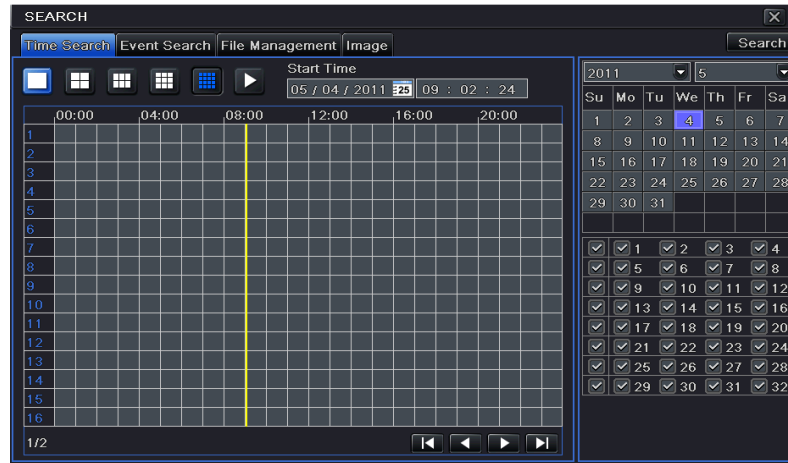 SEARCH
Time Search Event Search File Management Image
Search
Start Time
05 / 04 / 2011 25 09 : 02 : 24
00:00 04:00 08:00 12:00 16:00 20:00
1
2
3
4
5
6
7
8
9
10
11
12
13
14
15
16
1/2
2011 5
Su Mo Tu We Th Fr Sa
1 2 3 4 5 6 7
8 9 10 11 12 13 14
15 16 17 18 19 20 21
22 23 24 25 26 27 28
29 30 31
1 2 3 4
5 6 7 8
9 10 11 12
13 14 15 16
17 18 19 20
21 22 23 24
25 26 27 28
29 30 31 32